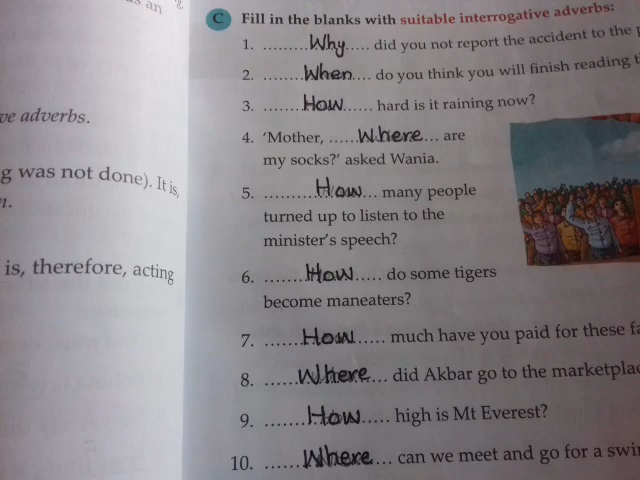 as an
ve adverbs.
g was not done). It is,
n.
is, therefore, acting
C Fill in the blanks with suitable interrogative adverbs:
1. .........Why..... did you not report the accident to the
2. .........When.... do you think you will finish reading
3. .........How...... hard is it raining now?
4. 'Mother, ......Where... are
my socks?' asked Wania.
5. ............How... many people
turned up to listen to the
minister's speech?
6. .........How..... do some tigers
become maneaters?
7. .........How..... much have you paid for these
8. ......Where... did Akbar go to the
9. .........How..... high is Mt Everest?
10. .......Where... can we meet and go for a